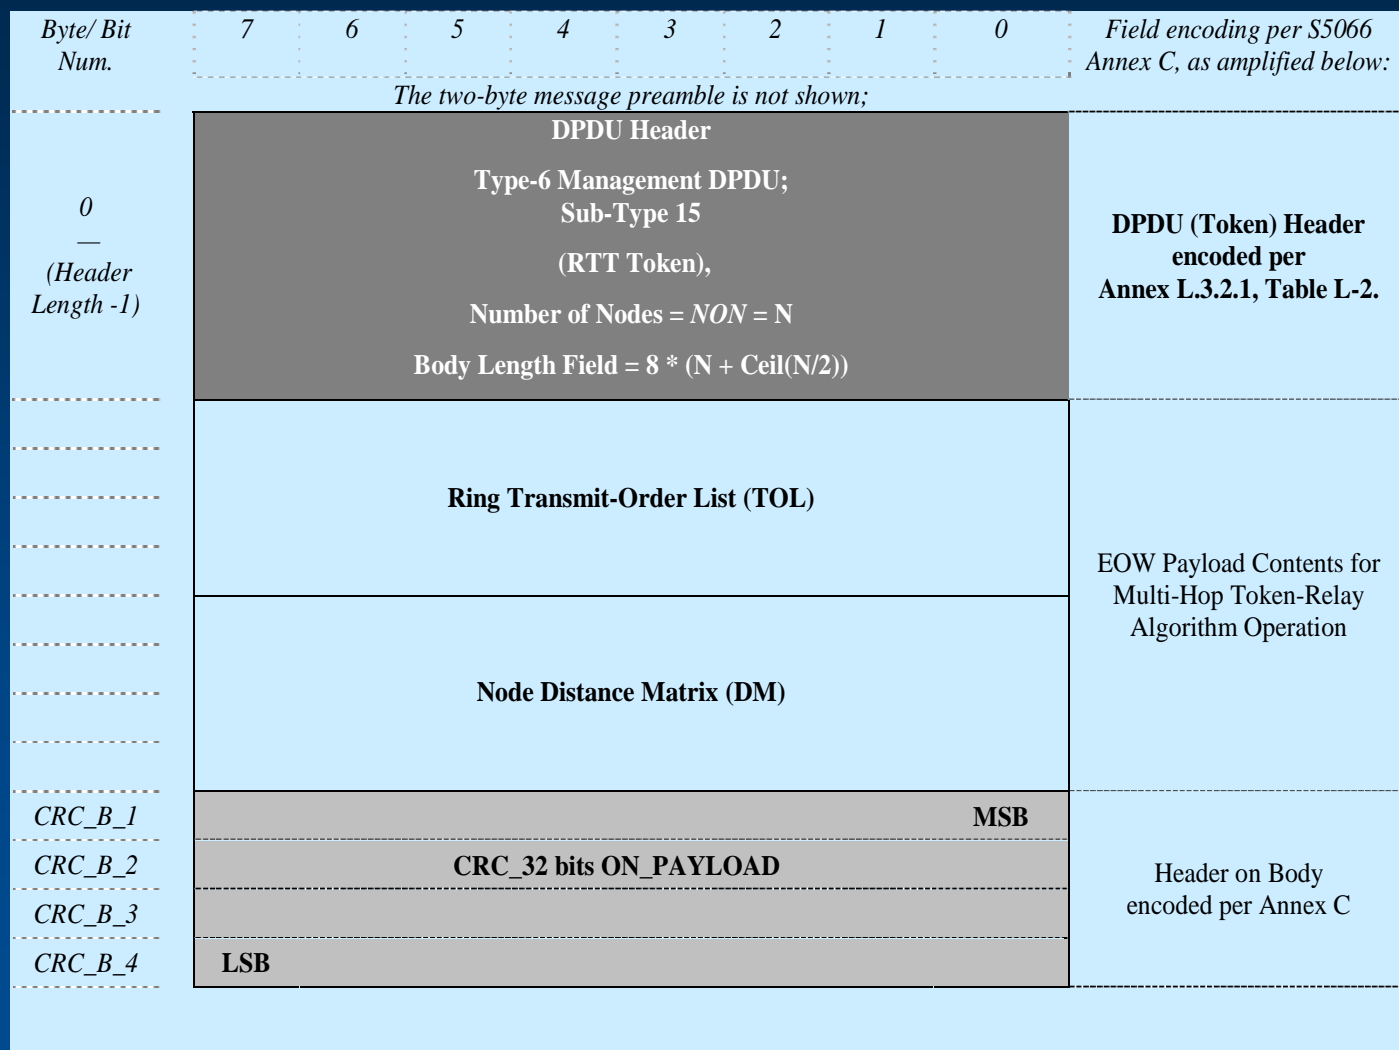 Byte/ Bit Num. 7 6 5 4 3 2 1 0 Field encoding per S5066
Annex C, as amplified below:
The two-byte message preamble is not shown;
0
—
(Header
Length -1)
DPDU Header
Type-6 Management DPDU;
Sub-Type 15
(RTT Token),
Number of Nodes = NON = N
Body Length Field = 8 * (N + Ceil(N/2))
DPDU (Token) Header
encoded per
Annex L.3.2.1, Table L-2.
Ring Transmit-Order List (TOL)
Node Distance Matrix (DM)
EOW Payload Contents for
Multi-Hop Token-Relay
Algorithm Operation
CRC_B_1 MSB
CRC_B_2 CRC_32 bits ON_PAYLOAD
CRC_B_3
CRC_B_4 LSB
Header on Body
encoded per Annex C